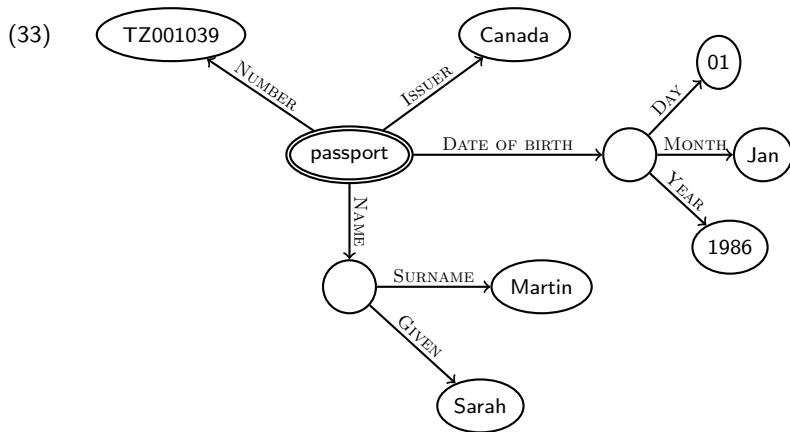 (33)
TZ001039
Canada
01
NUMBER
ISSUER
DAY
passport
DATE OF BIRTH
MONTH
Jan
YEAR
NAME
1986
SURNAME
Martin
GIVEN
Sarah